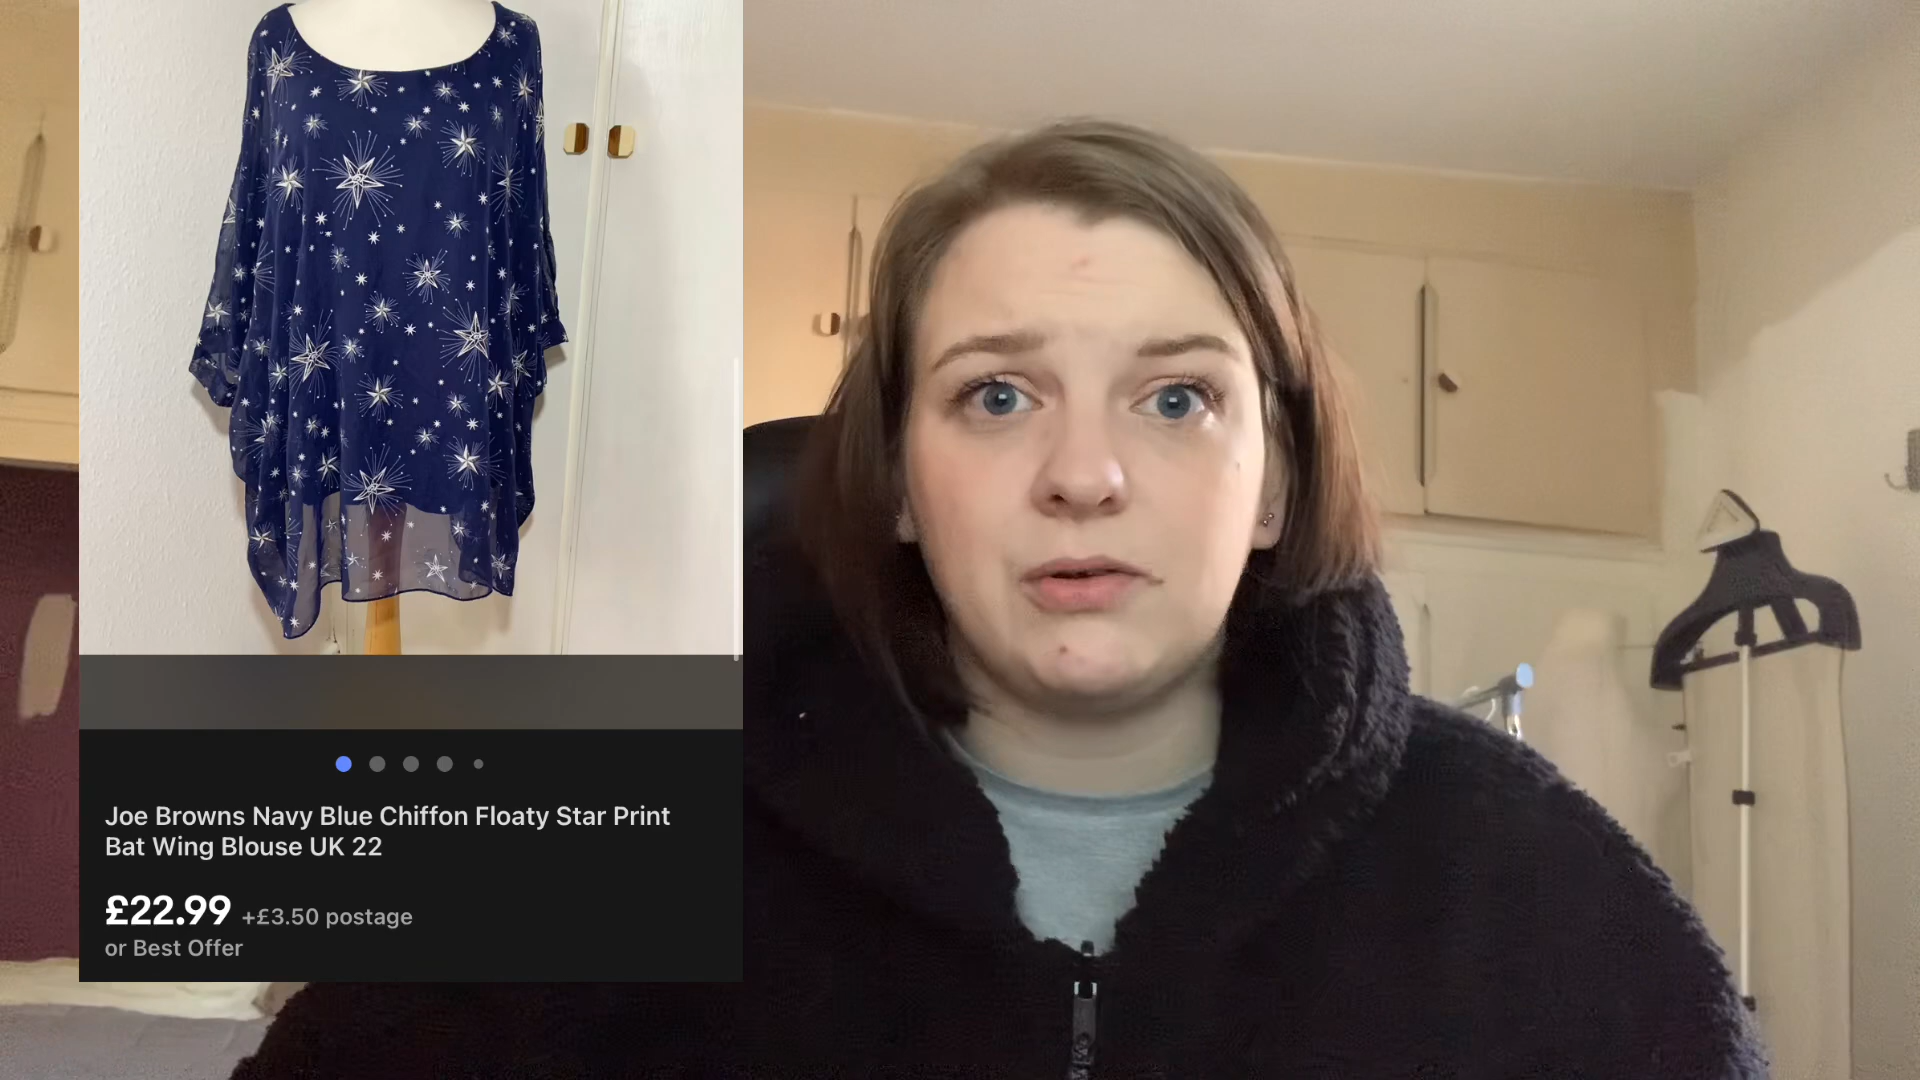 Joe Browns Navy Blue Chiffon Floaty Star Print
Bat Wing Blouse UK 22
£22.99 +£3.50 postage
or Best Offer